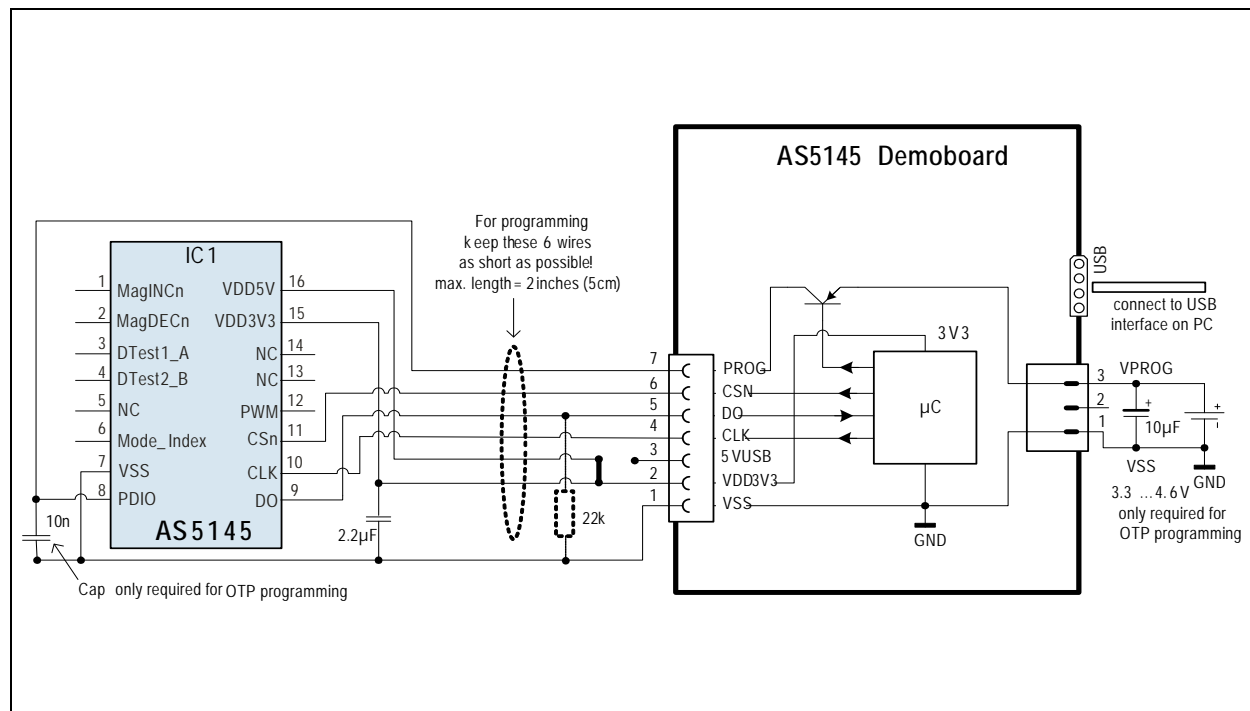 AS5145 Demoboard
For programming
keep these 6 wires
as short as possible!
max. length= 2 inches (5cm)
IC1
1 MagINCn
2 MagDECn
3 DTest1_A
4 DTest2_B
5 NC
6 Mode_Index
7 VSS
8 PDIO
VDD5V 16
VDD3V3 15
NC 14
NC 13
PWM 12
CSn 11
CLK 10
DO 9
AS5145
10n
Cap only required for OTP programming
2.2µF
22k
7 PROG
6 CSN
5 DO
4 CLK
3 5VUSB
2 VDD3V3
1 VSS
3V3
µC
GND
USB
connect to USB
interface on PC
3 VPROG
2
1
+
10µF
+
-
VSS
GND
3.3 ...4.6V
only required for
OTP programming